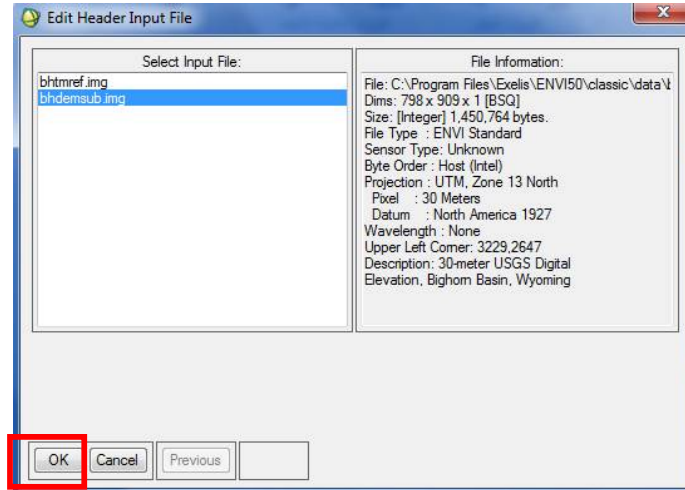 Edit Header Input File
Select Input File:
bhtmref.img
bhdemsub.img
File Information:
File: C:\Program Files\Exelis\ENVI50\classic\data\b
Dims: 798 x 909 x 1 [BSQ]
Size: [Integer] 1,450,764 bytes.
File Type : ENVI Standard
Sensor Type: Unknown
Byte Order : Host (Intel)
Projection : UTM, Zone 13 North
Pixel : 30 Meters
Datum : North America 1927
Wavelength : None
Upper Left Corner: 3229,2647
Description: 30-meter USGS Digital
Elevation, Bighorn Basin, Wyoming
OK Cancel Previous